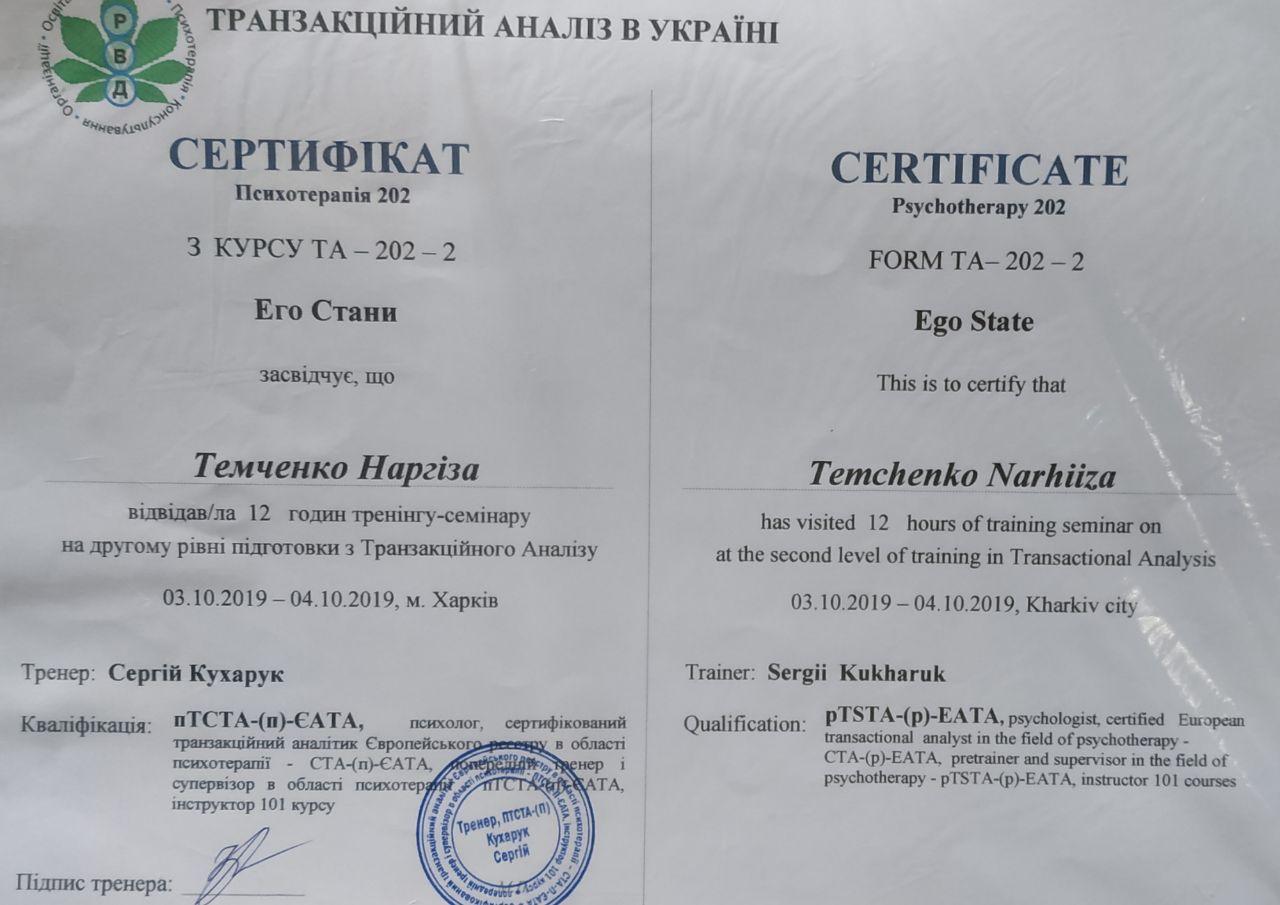 ТРАНЗАКЦІЙНИЙ АНАЛІЗ В УКРАЇНІ
Організації • Освіта • Психотерапія • Консультування •
Р
В
Д
СЕРТИФІКАТ
Психотерапія 202
З КУРСУ ТА – 202 – 2
Его Стани
засвідчує, що
Темченко Наргіза
відвідав/ла 12 годин тренінгу-семінару
на другому рівні підготовки з Транзакційного Аналізу
03.10.2019 – 04.10.2019, м. Харків
Тренер: Сергій Кухарук
Кваліфікація: пТСТА-(п)-ЄАТА, психолог, сертифікований
транзакційний аналітик Європейського реєстру в області
психотерапії - СТА-(п)-ЄАТА, попередній тренер і
супервізор в області психотерапії пТСТА-(п)-ЄАТА,
інструктор 101 курсу
Підпис тренера:
Тренер, ПТСТА-(П)
Кухарук
Сергій
CERTIFICATE
Psychotherapy 202
FORM TA– 202 – 2
Ego State
This is to certify that
Temchenko Narhiiza
has visited 12 hours of training seminar on
at the second level of training in Transactional Analysis
03.10.2019 – 04.10.2019, Kharkiv city
Trainer: Sergii Kukharuk
Qualification: pTSTA-(p)-EATA, psychologist, certified European
transactional analyst in the field of psychotherapy -
CTA-(p)-EATA, pretrainer and supervisor in the field of
psychotherapy - pTSTA-(p)-EATA, instructor 101 courses